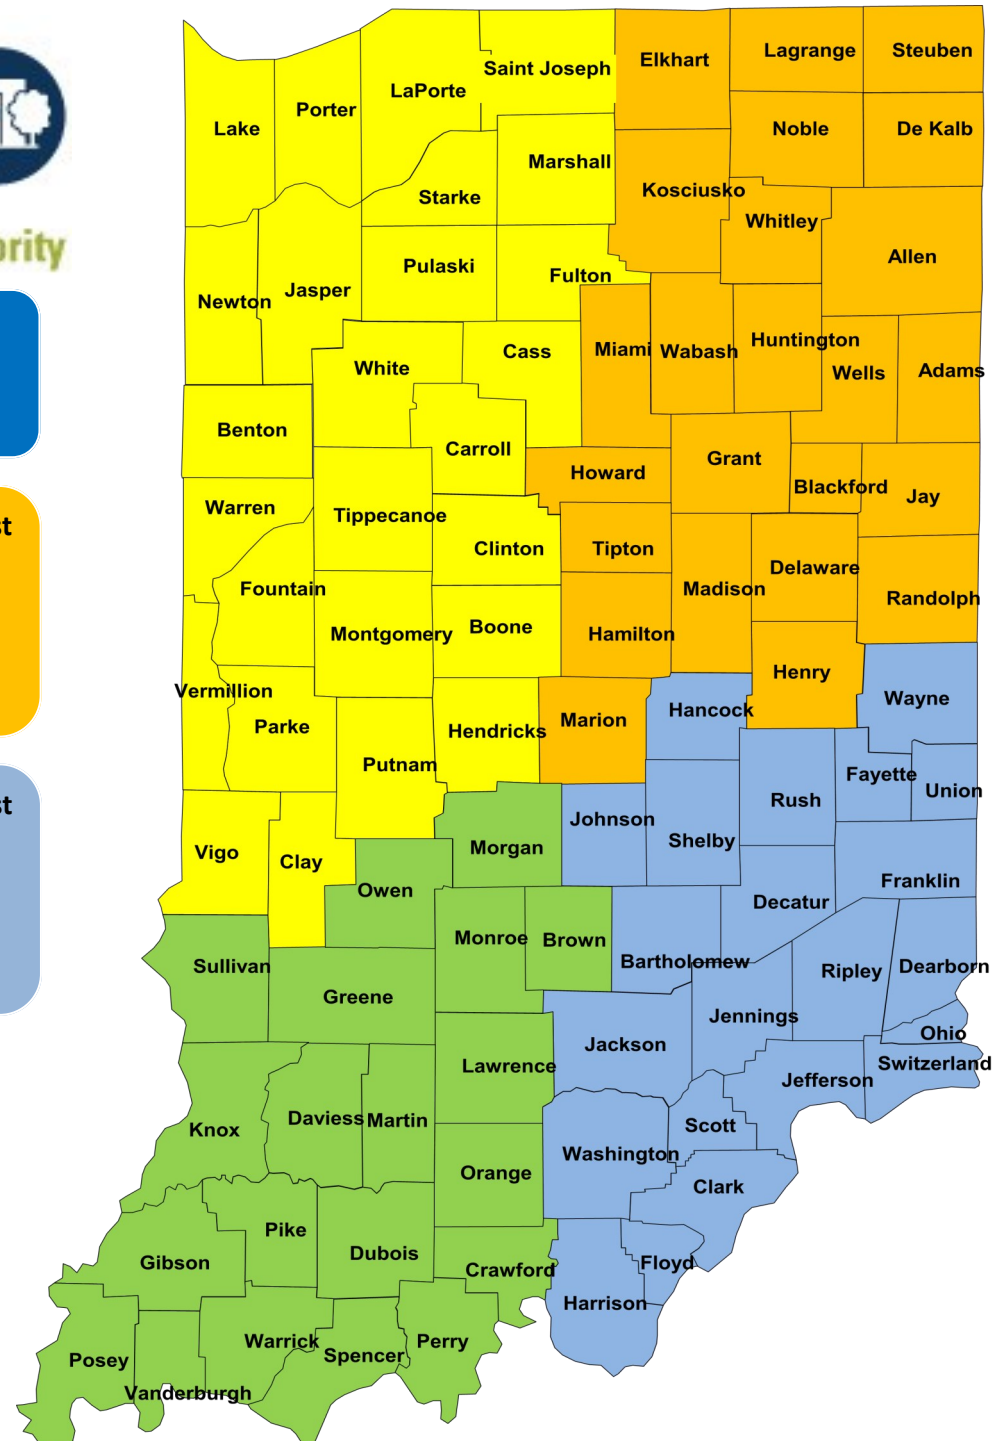 Saint Joseph
Elkhart
Lagrange
Steuben
LaPorte
Porter
Lake
Noble
De Kalb
Marshall
Starke
Kosciusko
Whitley
Allen
Pulaski
Fulton
Jasper
Newton
Cass
Miami
Wabash
Huntington
White
Wells
Adams
Benton
Carroll
Howard
Grant
Blackford
Jay
Warren
Tippecanoe
Clinton
Tipton
Delaware
Fountain
Madison
Randolph
Montgomery
Boone
Hamilton
Henry
Vermillion
Wayne
Hancock
Marion
Parke
Hendricks
Putnam
Fayette
Union
Rush
Johnson
Shelby
Morgan
Vigo
Clay
Owen
Franklin
Decatur
Monroe
Brown
Bartholomew
Sullivan
Ripley
Dearborn
Greene
Jennings
Ohio
Jackson
Switzerland
Lawrence
Jefferson
Daviess
Martin
Knox
Scott
Washington
Orange
Clark
Pike
Dubois
Gibson
Crawford
Floyd
Harrison
Warrick
Perry
Spencer
Posey
Vanderburgh